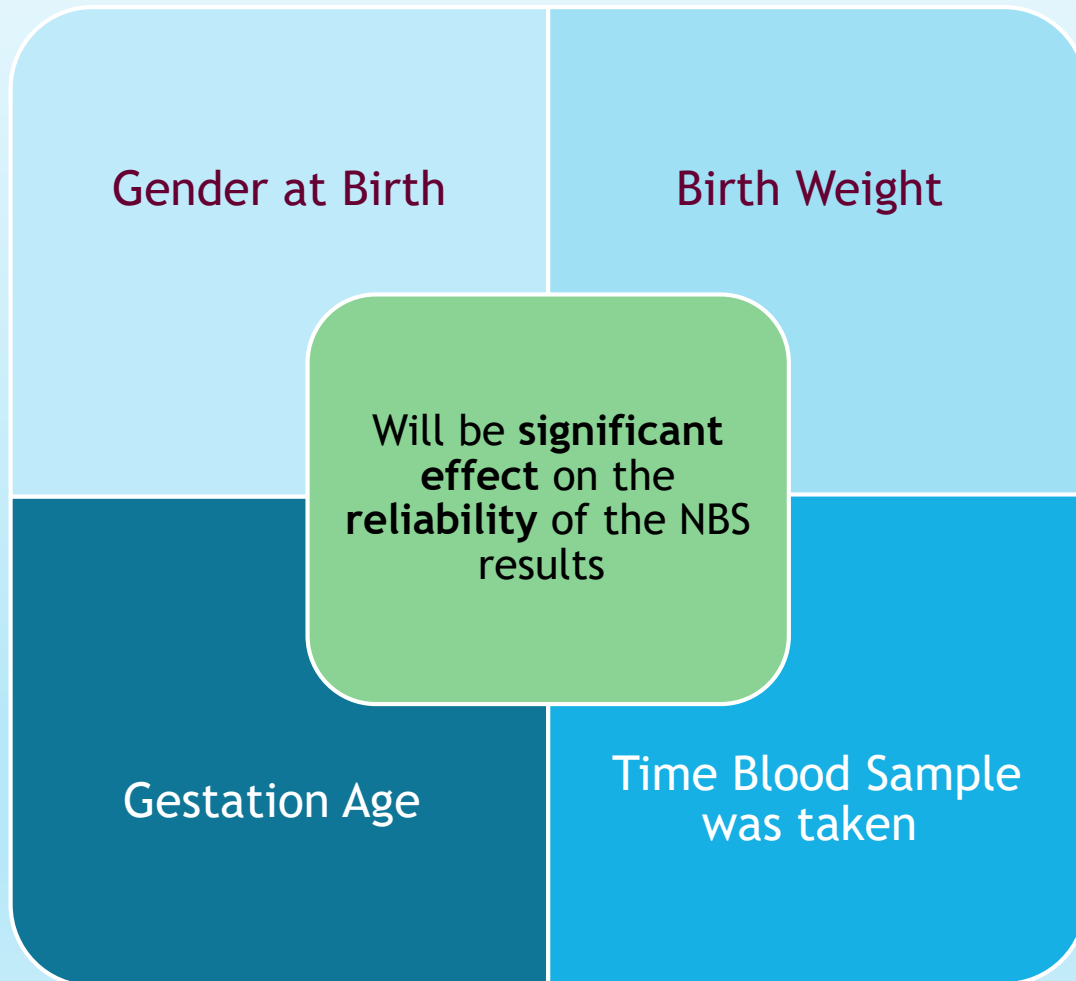 Gender at Birth
Birth Weight
Will be significant
effect on the
reliability of the NBS
results
Gestation Age
Time Blood Sample
was taken